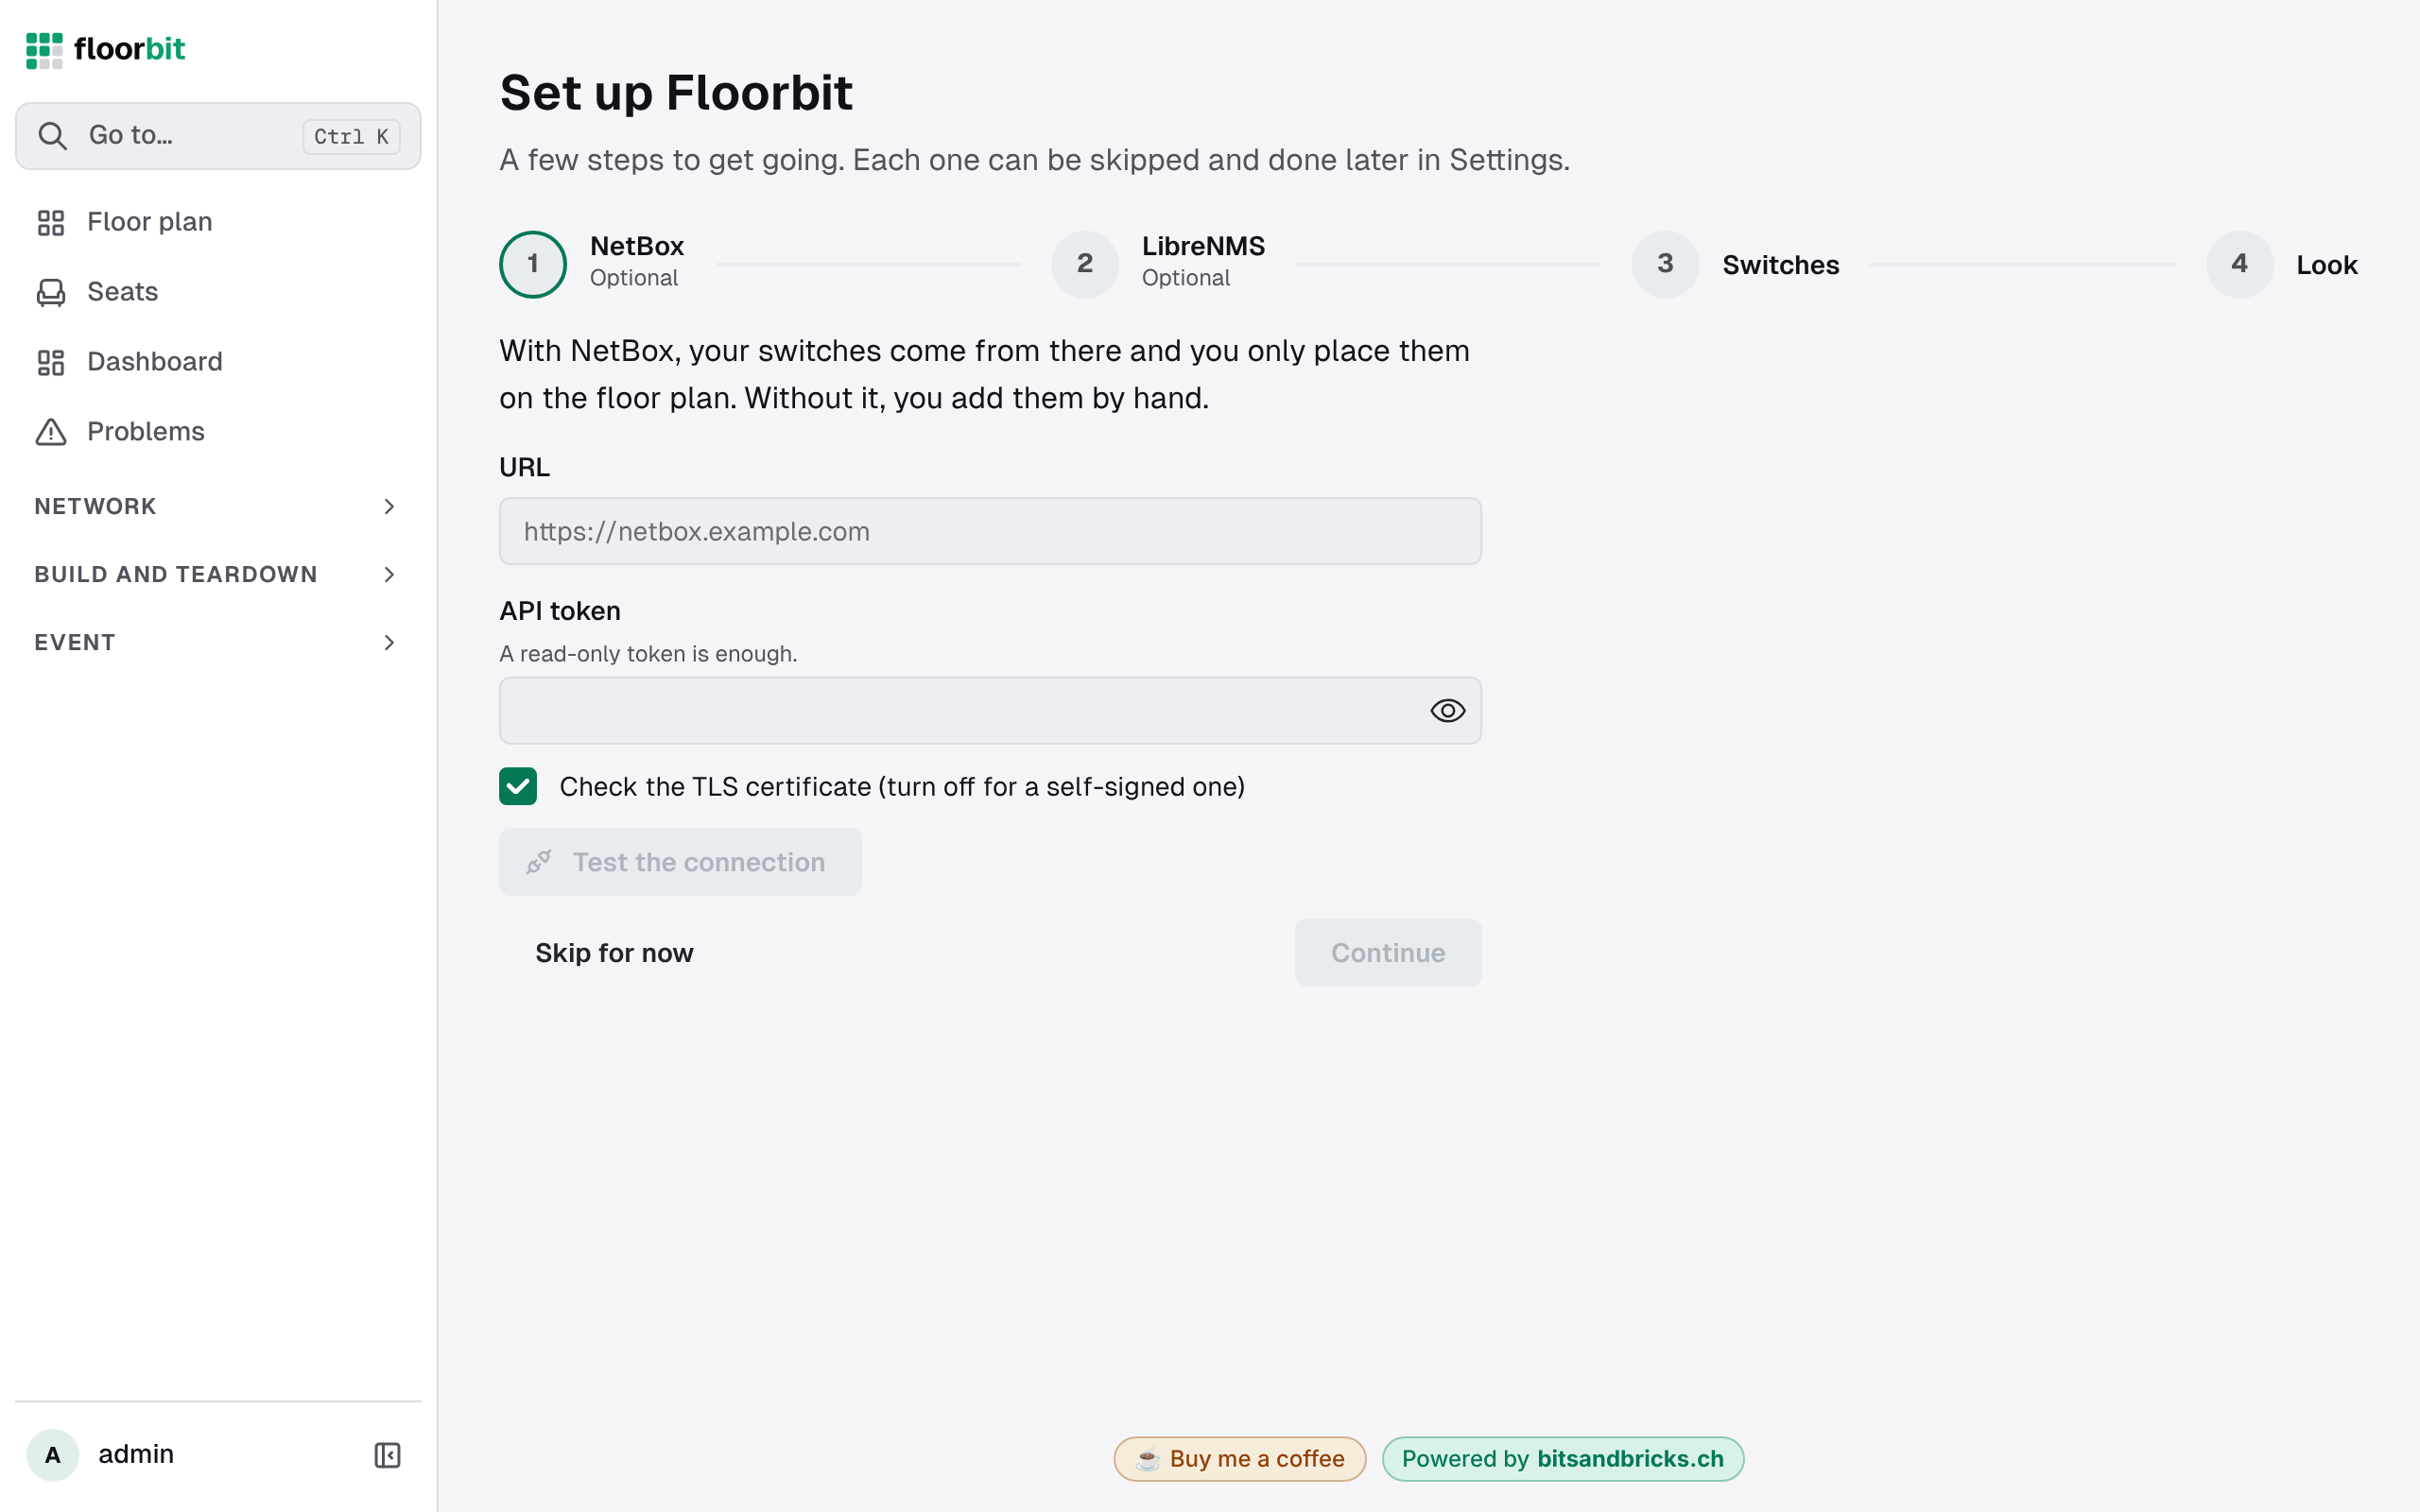 floorbit
Go to...
Ctrl K
Floor plan
Seats
Dashboard
Problems
NETWORK
BUILD AND TEARDOWN
EVENT
A
admin
Set up Floorbit
A few steps to get going. Each one can be skipped and done later in Settings.
1
NetBox
Optional
2
LibreNMS
Optional
3
Switches
4
Look
With NetBox, your switches come from there and you only place them
on the floor plan. Without it, you add them by hand.
URL
https://netbox.example.com
API token
A read-only token is enough.
Check the TLS certificate (turn off for a self-signed one)
Test the connection
Skip for now
Continue
Buy me a coffee
Powered by bitsandbricks.ch